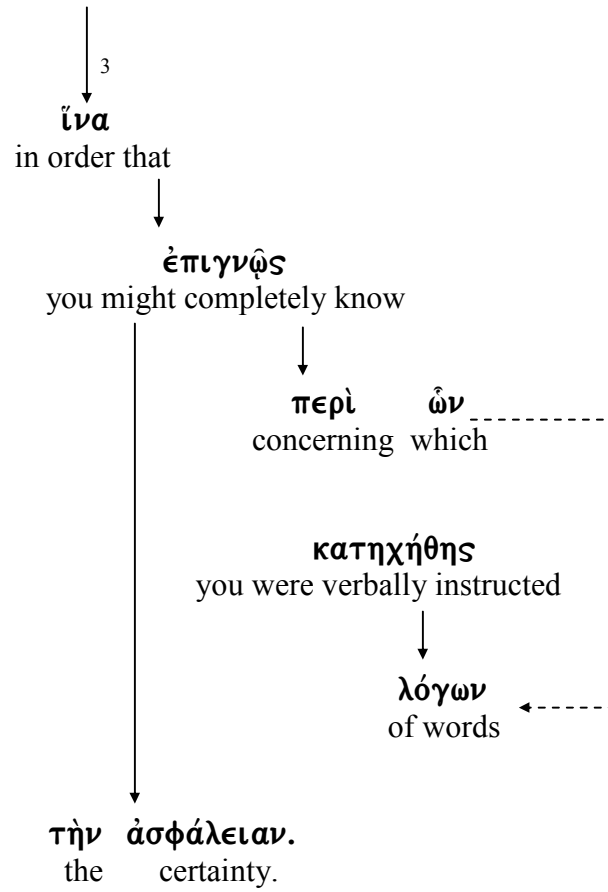 3
ἵνα
in order that
ἐπιγνῷς
you might completely know
περὶ ὧν
concerning which
κατηχήθης
you were verbally instructed
λόγων
of words
τὴν ἀσφάλειαν.
the certainty.